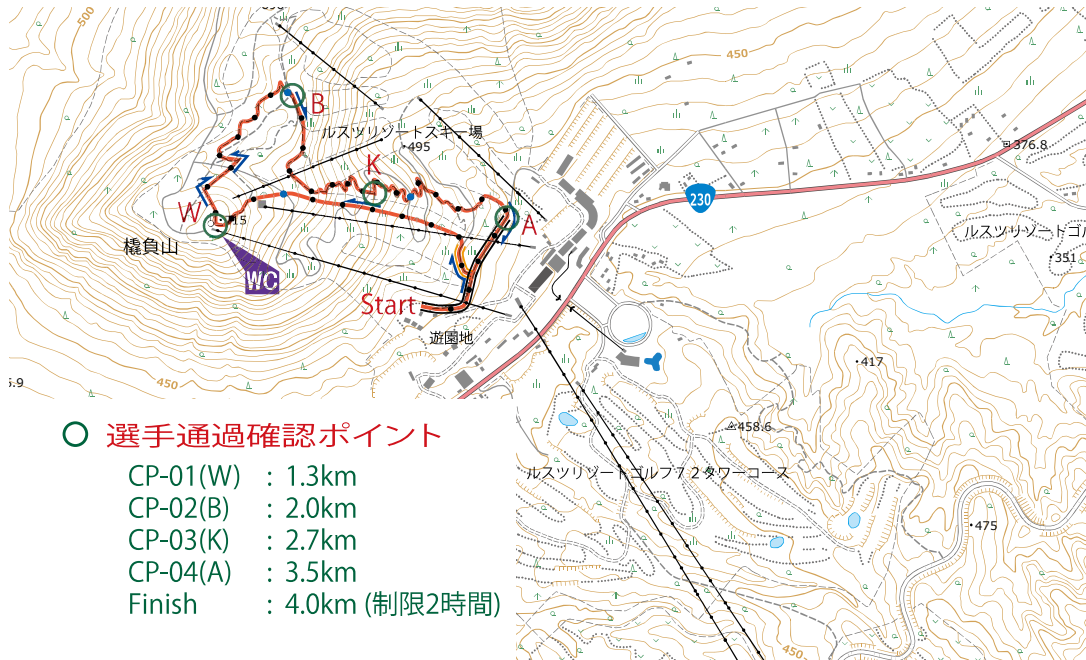 500
450
B
ルスツリゾートスキー場
495
K
376.8
230
W
A
橇負山
WC
ルスツリゾートゴル
351
Start
遊園地
450
417
458.6
○ 選手通過確認ポイント
CP-01(W) : 1.3km
CP-02(B) : 2.0km
CP-03(K) : 2.7km
CP-04(A) : 3.5km
Finish : 4.0km (制限2時間)
ルスツリゾートゴルフ72タワーコース
475
450